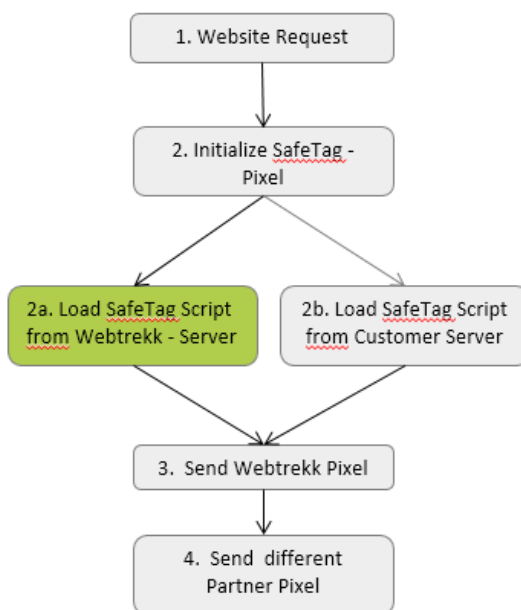 1. Website Request
2. Initialize SafeTag -
Pixel
2a. Load SafeTag Script
from Webtrekk - Server
2b. Load SafeTag Script
from Customer Server
3.  Send Webtrekk Pixel
4.  Send  different
Partner Pixel